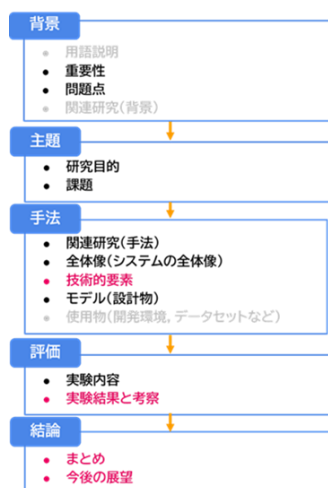 背景
● 用語説明
● 重要性
● 問題点
● 関連研究(背景)
主題
● 研究目的
● 課題
手法
● 関連研究(手法)
● 全体像(システムの全体像)
● 技術的要素
● モデル(設計物)
● 使用物(開発環境, データセットなど)
評価
● 実験内容
● 実験結果と考察
結論
● まとめ
● 今後の展望